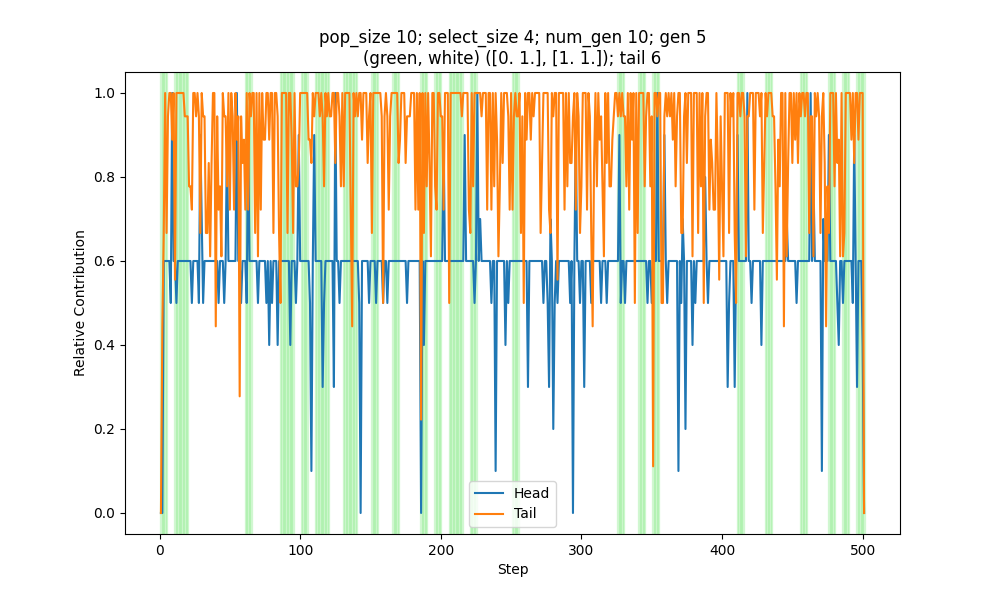 pop_size 10; select_size 4; num_gen 10; gen 5
(green, white) ([0. 1.], [1. 1.]); tail 6
1.0
0.8
0.6
0.4
0.2
0.0
Relative Contribution
Head
Tail
0
100
200
300
400
500
Step